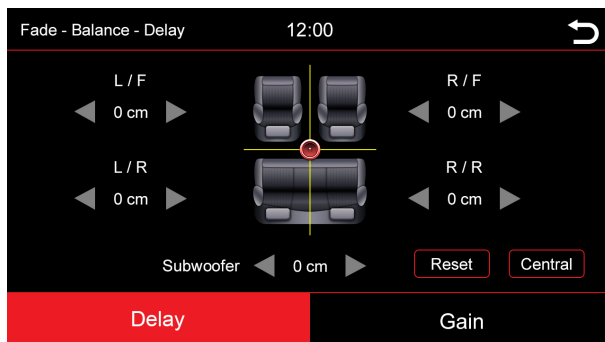 Fade - Balance - Delay 12:00
L / F R / F
0 cm 0 cm
L / R R / R
0 cm 0 cm
Subwoofer 0 cm Reset Central
Delay Gain